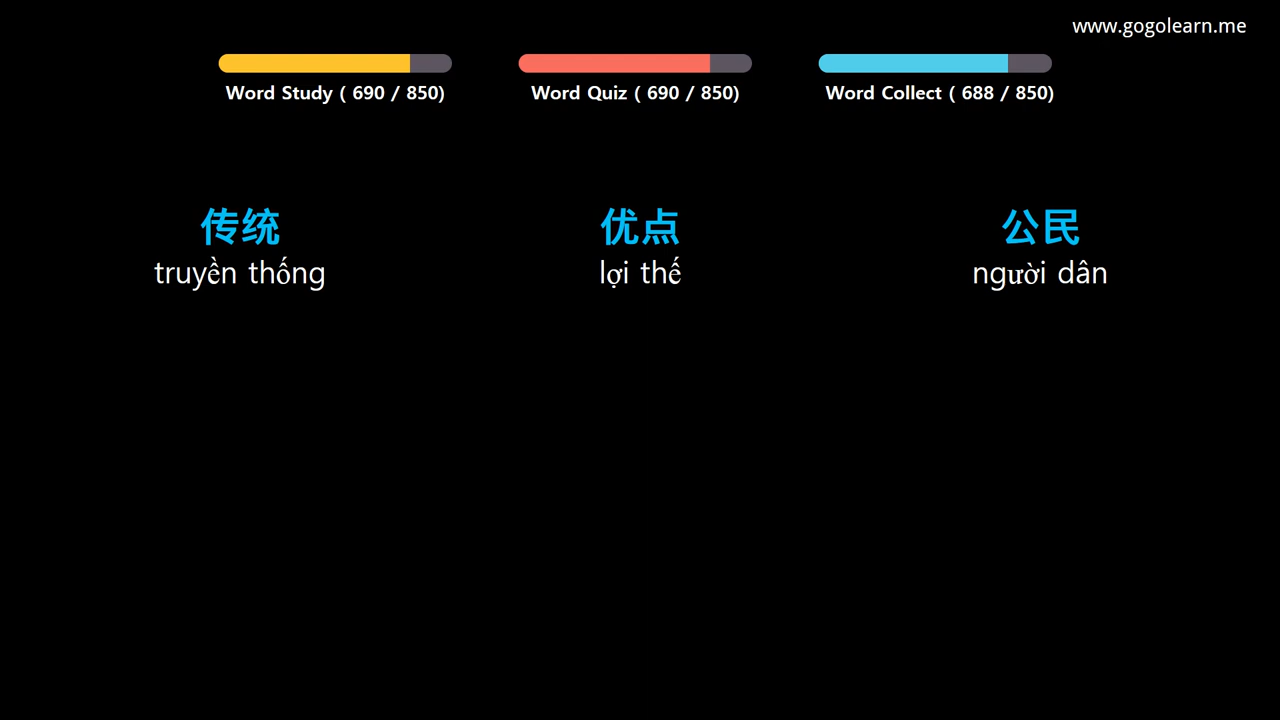 www.gogolearn.me
Word Study ( 690 / 850)
Word Quiz ( 690 / 850)
Word Collect ( 688 / 850)
传统
truyền thống
优点
lợi thế
公民
người dân